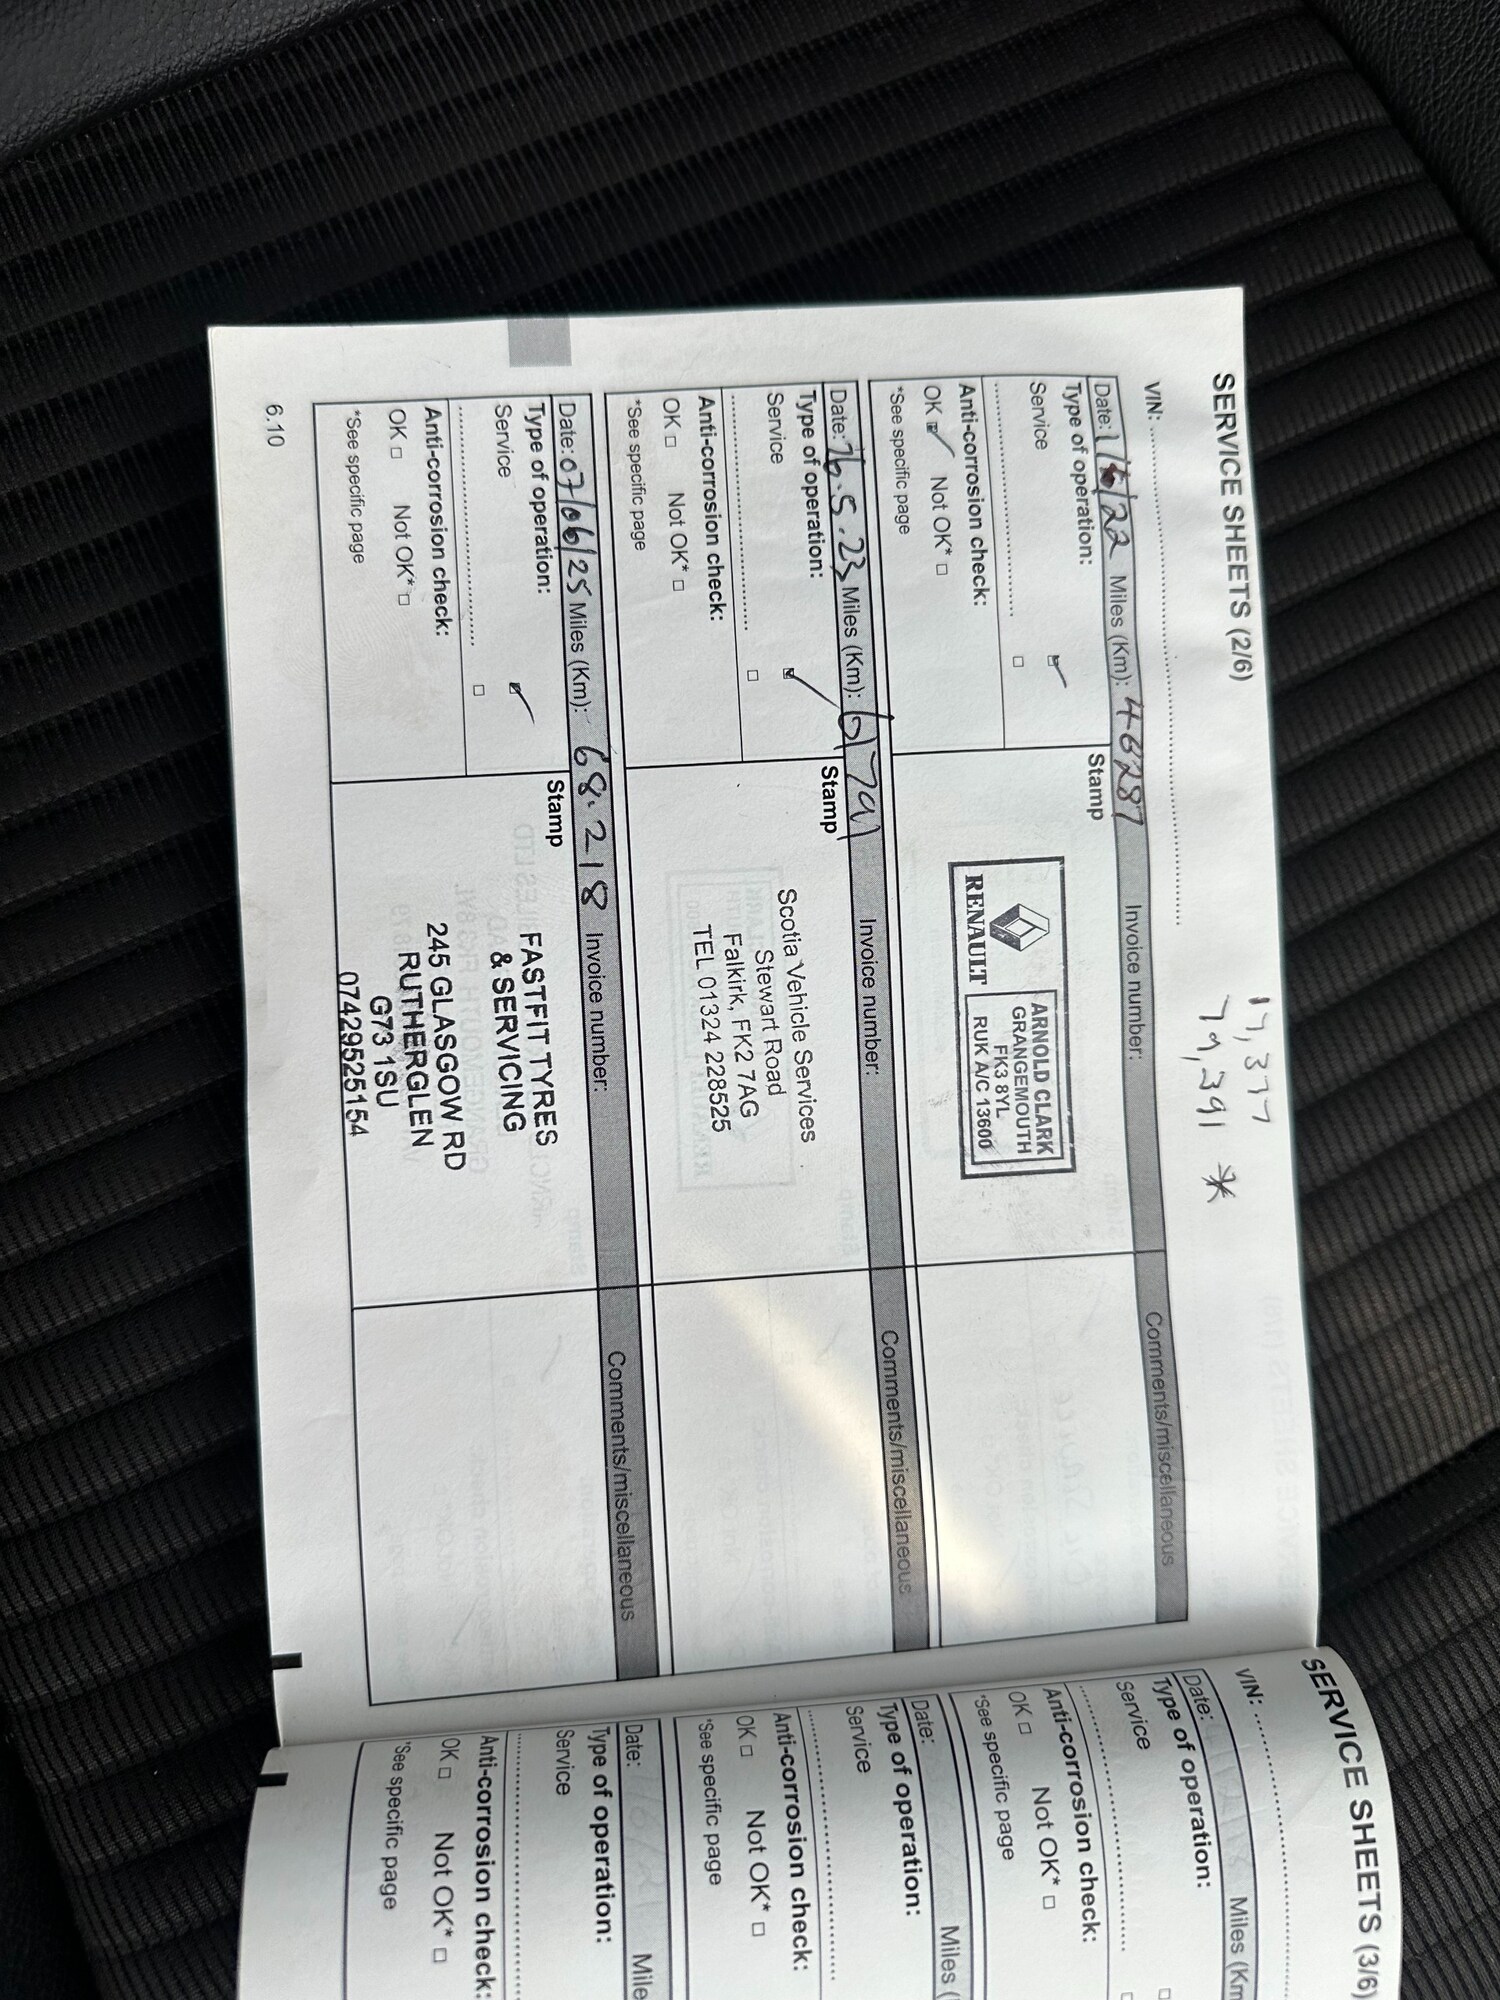 SERVICE SHEETS (2/6)
17,377
79,391 *
VIN:
Date: Miles (Km): Invoice number: Comments/miscellaneous
Type of operation: Stamp
Service
Anti-corrosion check:
OK Not OK*
*See specific page
RENAULT
ARNOLD CLARK
GRANGEMOUTH
FK3 8YL
RUK A/C 13600
Date: 26.5.23 Miles (Km): 61791 Invoice number: Comments/miscellaneous
Type of operation: Stamp
Service
Anti-corrosion check:
OK Not OK*
*See specific page
Scotia Vehicle Services
Stewart Road
Falkirk, FK2 7AG
TEL 01324 228525
Date: 07/06/25 Miles (Km): 68.218 Invoice number: Comments/miscellaneous
Type of operation: Stamp
Service
Anti-corrosion check:
OK Not OK*
*See specific page
FASTFIT TYRES
& SERVICING
245 GLASGOW RD
RUTHERGLEN
G73 1SU
07429525154
6.10
SERVICE SHEETS (3/6)
VIN:
Date: Miles (Km
Type of operation:
Service
Anti-corrosion check:
OK Not OK*
*See specific page
Date: Miles (
Type of operation:
Service
Anti-corrosion check:
OK Not OK*
*See specific page
Date: Mile
Type of operation:
Service
Anti-corrosion check:
OK Not OK*
*See specific page